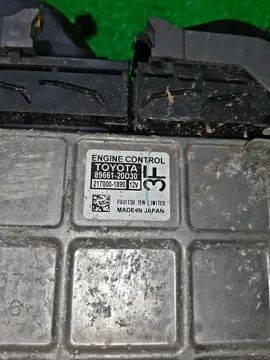 ENGINE CONTROL
TOYOTA
89661-20D30
217000-1890 12V
3F
FUJITSU TEN LIMITED
MADE IN JAPAN